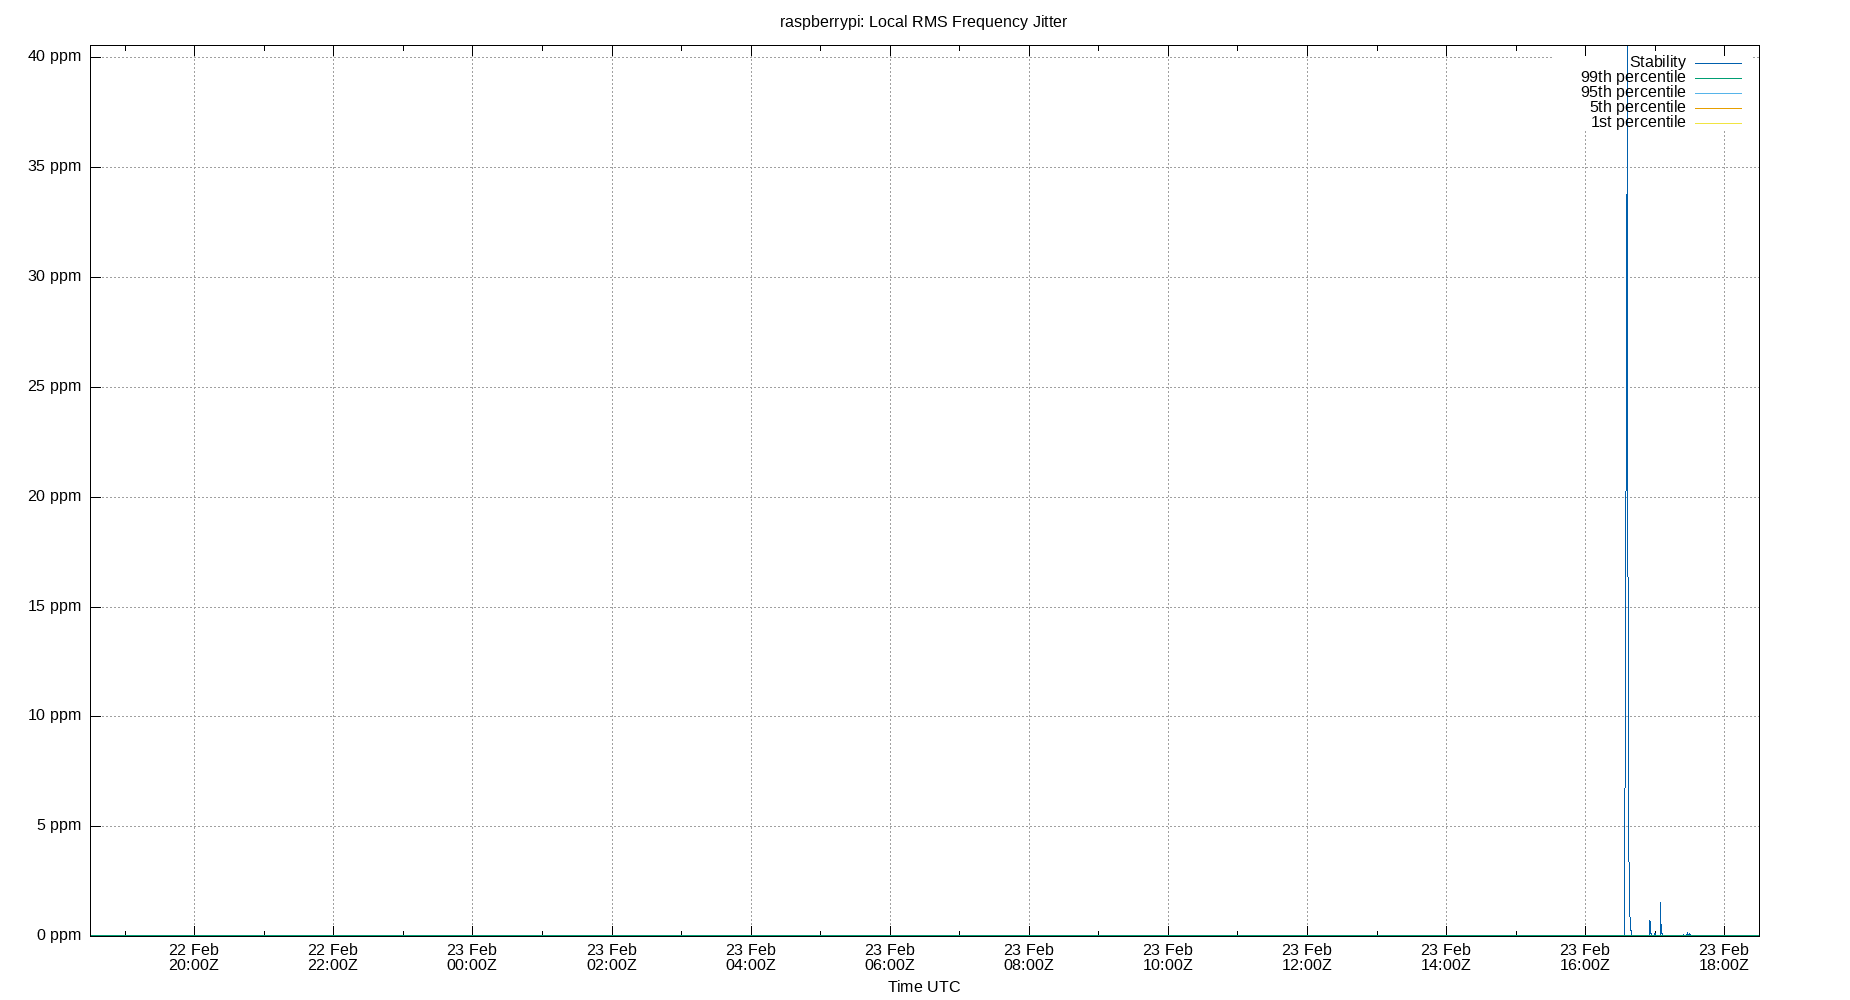 raspberrypi: Local RMS Frequency Jitter
40 ppm
35 ppm
30 ppm
25 ppm
20 ppm
15 ppm
10 ppm
5 ppm
0 ppm
Stability
99th percentile
95th percentile
5th percentile
1st percentile
22 Feb 22 Feb 23 Feb 23 Feb 23 Feb 23 Feb 23 Feb 23 Feb 23 Feb 23 Feb 23 Feb 23 Feb
20:00Z 22:00Z 00:00Z 02:00Z 04:00Z 06:00Z 08:00Z 10:00Z 12:00Z 14:00Z 16:00Z 18:00Z
Time UTC